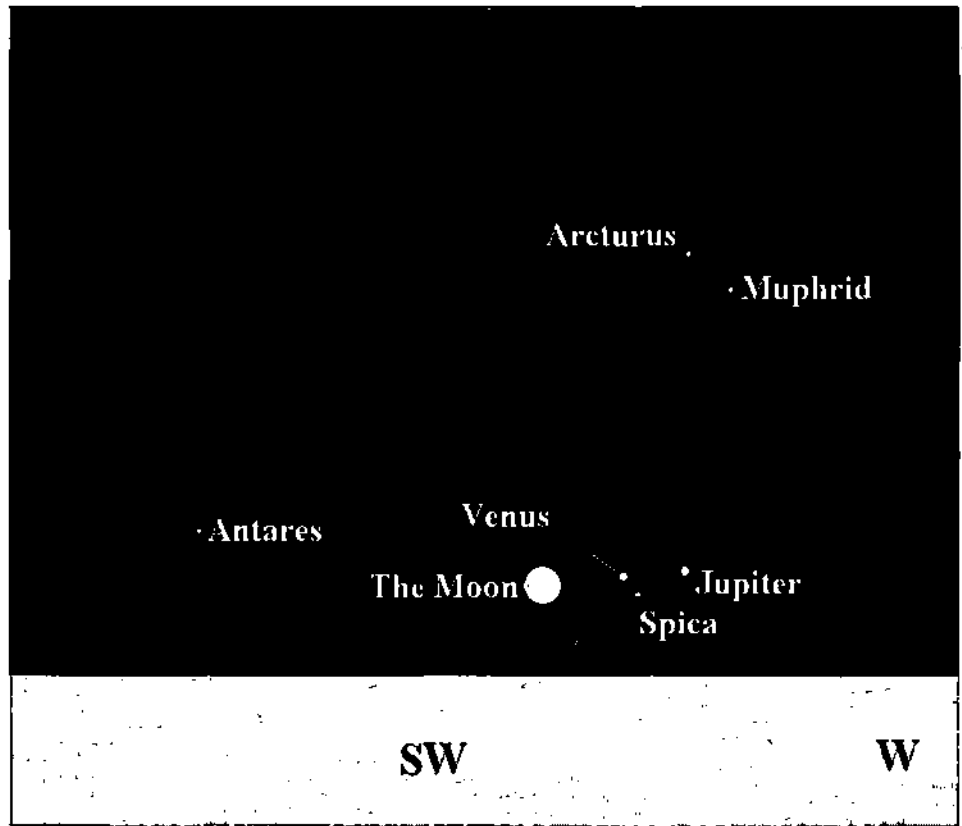 Arcturus
Muphrid
Venus
Antares
The Moon
Jupiter
Spica
SW
W